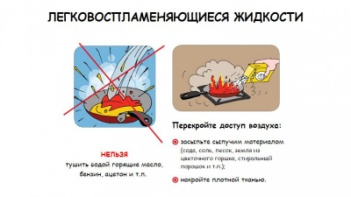 ЛЕГКОВОСПЛАМЕНЯЮЩИЕСЯ ЖИДКОСТИ
НЕЛЬЗЯ
тушить водой горящие масло,
бензин, ацетон и т.п.
Перекройте доступ воздуха:
засыпьте сыпучим материалом
(сода, соль, песок, земля из
цветочного горшка, стиральный
порошок и т.п.);
накройте плотной тканью.